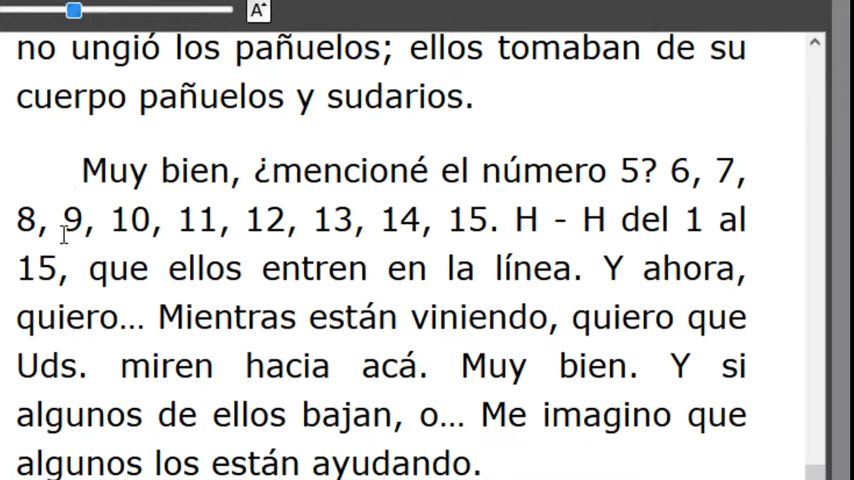 A
no ungió los pañuelos; ellos tomaban de su
cuerpo pañuelos y sudarios.
Muy bien, ¿mencioné el número 5? 6, 7,
8, 9, 10, 11, 12, 13, 14, 15. H - H del 1 al
15, que ellos entren en la línea. Y ahora,
quiero... Mientras están viniendo, quiero que
Uds. miren hacia acá. Muy bien. Y si
algunos de ellos bajan, o... Me imagino que
algunos los están ayudando.